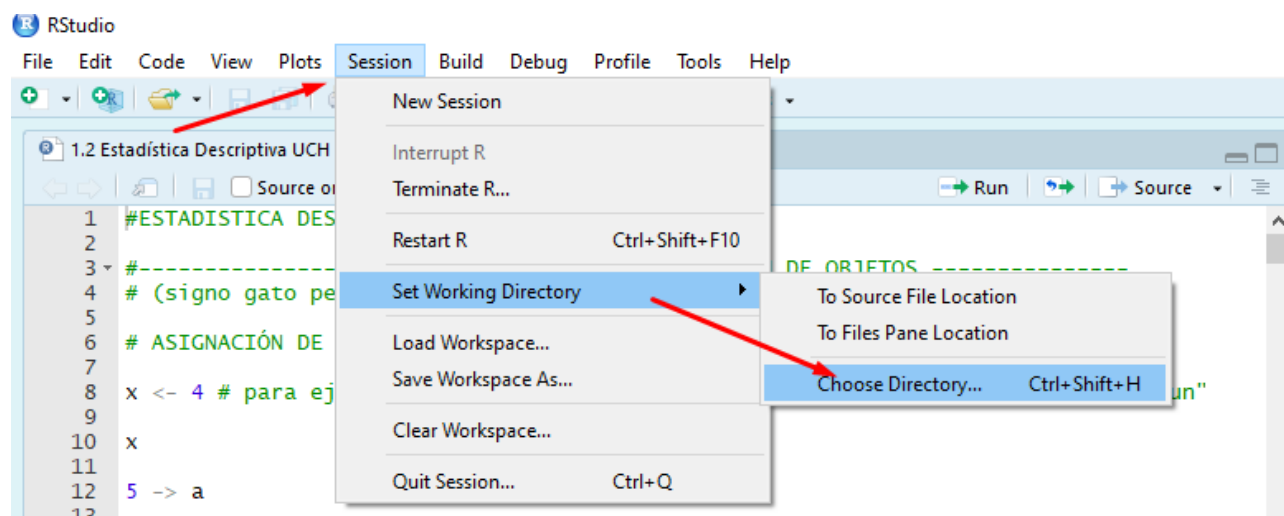 RStudio
File Edit Code View Plots Session Build Debug Profile Tools Help
New Session
Interrupt R
Terminate R...
Restart R Ctrl+Shift+F10
Set Working Directory
Load Workspace...
Save Workspace As...
Clear Workspace...
Quit Session... Ctrl+Q
To Source File Location
To Files Pane Location
Choose Directory... Ctrl+Shift+H
1.2 Estadística Descriptiva UCH
Source Run Source
1 #ESTADISTICA DES
2
3 #--------------- DE OBJETOS ---------------
4 # (signo gato pe
5
6 # ASIGNACIÓN DE
7
8 x <- 4 # para ej un"
9
10 x
11
12 5 -> a
13